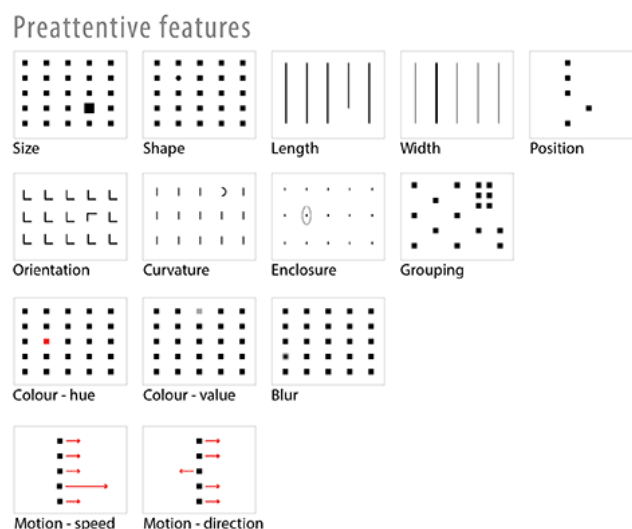 Preattentive features
Size
Shape
Length
Width
Position
Orientation
Curvature
Enclosure
Grouping
Colour - hue
Colour - value
Blur
Motion - speed
Motion - direction